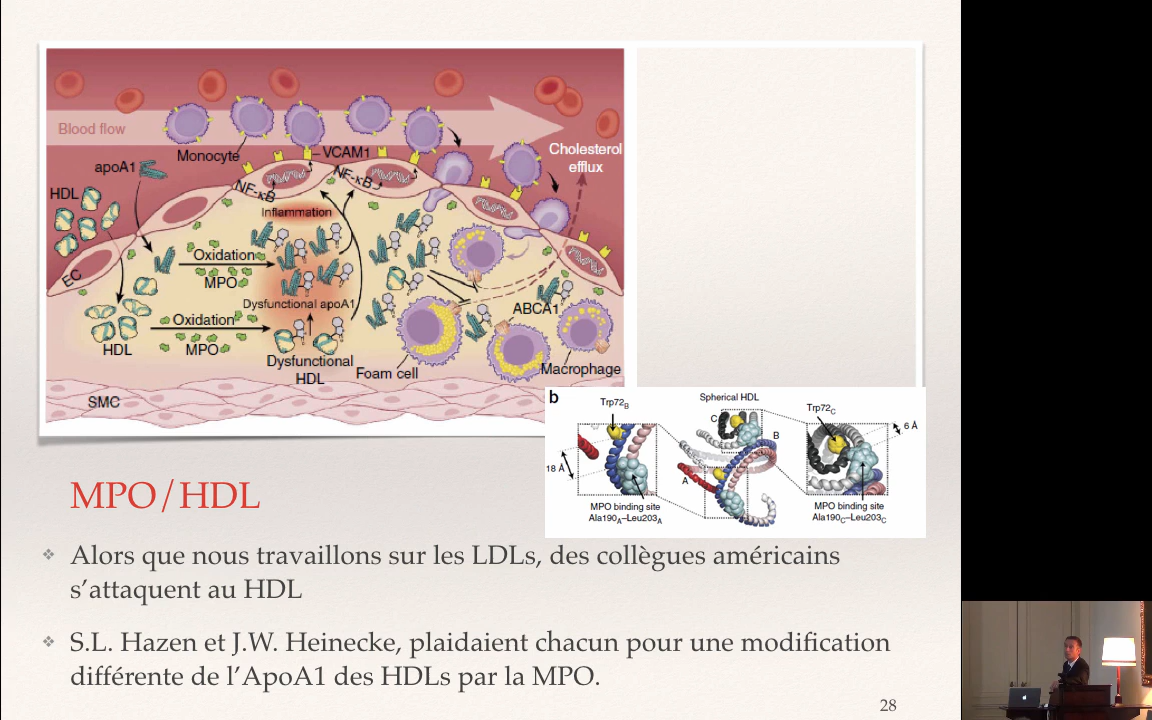 Blood flow
Monocyte
VCAM1
Cholesterol
efflux
apoA1
HDL
NF-κB
NF-κB
Inflammation
EC
Oxidation
MPO
Dysfunctional apoA1
ABCA1
Oxidation
HDL
MPO
Dysfunctional
HDL
Foam cell
Macrophage
SMC
b
Trp72B
Spherical HDL
Trp72C
C
B
A
6 Å
18 Å
MPO binding site
Ala190A–Leu203A
MPO binding site
Ala190C–Leu203C
MPO/HDL
❖ Alors que nous travaillons sur les LDLs, des collègues américains
s’attaquent au HDL
❖ S.L. Hazen et J.W. Heinecke, plaidaient chacun pour une modification
différente de l’ApoA1 des HDLs par la MPO.
28